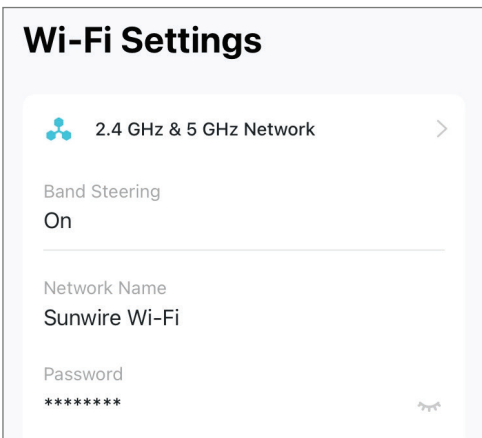 Wi-Fi Settings
2.4 GHz & 5 GHz Network
Band Steering
On
Network Name
Sunwire Wi-Fi
Password
********